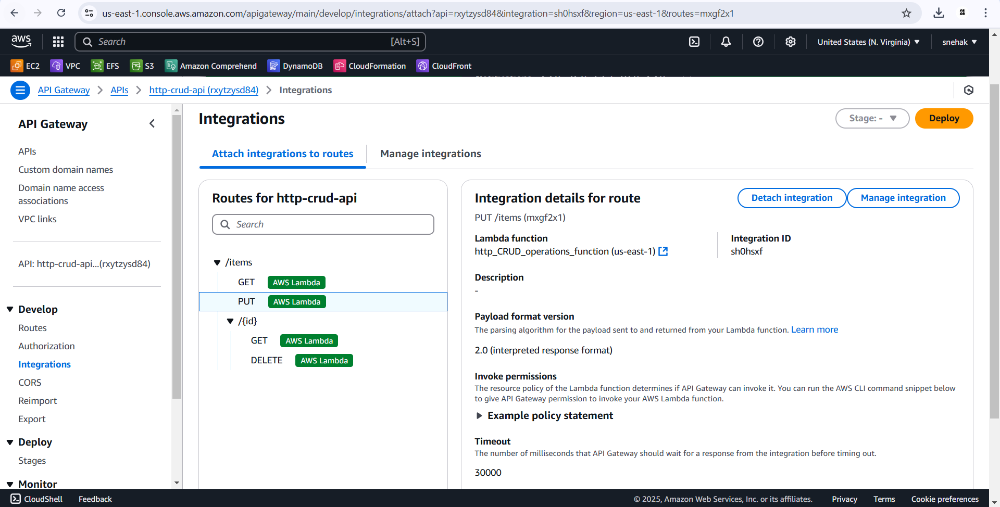 us-east-1.console.aws.amazon.com/apigateway/main/develop/integrations/attach?api=rxytzysd84&integration=sh0hsxf&region=us-east-1&routes=mxgf2x1
21
aws
Search
[Alt+S]
United States (N. Virginia)
snehak
EC2
VPC
EFS
S3
Amazon Comprehend
DynamoDB
CloudFormation
CloudFront
API Gateway
APIs
http-crud-api (rxytzysd84)
Integrations
API Gateway
APIs
Custom domain names
Domain name access
associations
VPC links
API: http-crud-api...(rxytzysd84)
Develop
Routes
Authorization
Integrations
CORS
Reimport
Export
Deploy
Stages
Monitor
Integrations
Stage: -
Deploy
Attach integrations to routes
Manage integrations
Routes for http-crud-api
Search
/items
GET AWS Lambda
PUT AWS Lambda
/{id}
GET AWS Lambda
DELETE AWS Lambda
Integration details for route
Detach integration
Manage integration
PUT /items (mxgf2x1)
Lambda function
http_CRUD_operations_function (us-east-1)
Integration ID
sh0hsxf
Description
-
Payload format version
The parsing algorithm for the payload sent to and returned from your Lambda function. Learn more
2.0 (interpreted response format)
Invoke permissions
The resource policy of the Lambda function determines if API Gateway can invoke it. You can run the AWS CLI command snippet below
to give API Gateway permission to invoke your AWS Lambda function.
Example policy statement
Timeout
The number of milliseconds that API Gateway should wait for a response from the integration before timing out.
30000
CloudShell
Feedback
© 2025, Amazon Web Services, Inc. or its affiliates.
Privacy
Terms
Cookie preferences